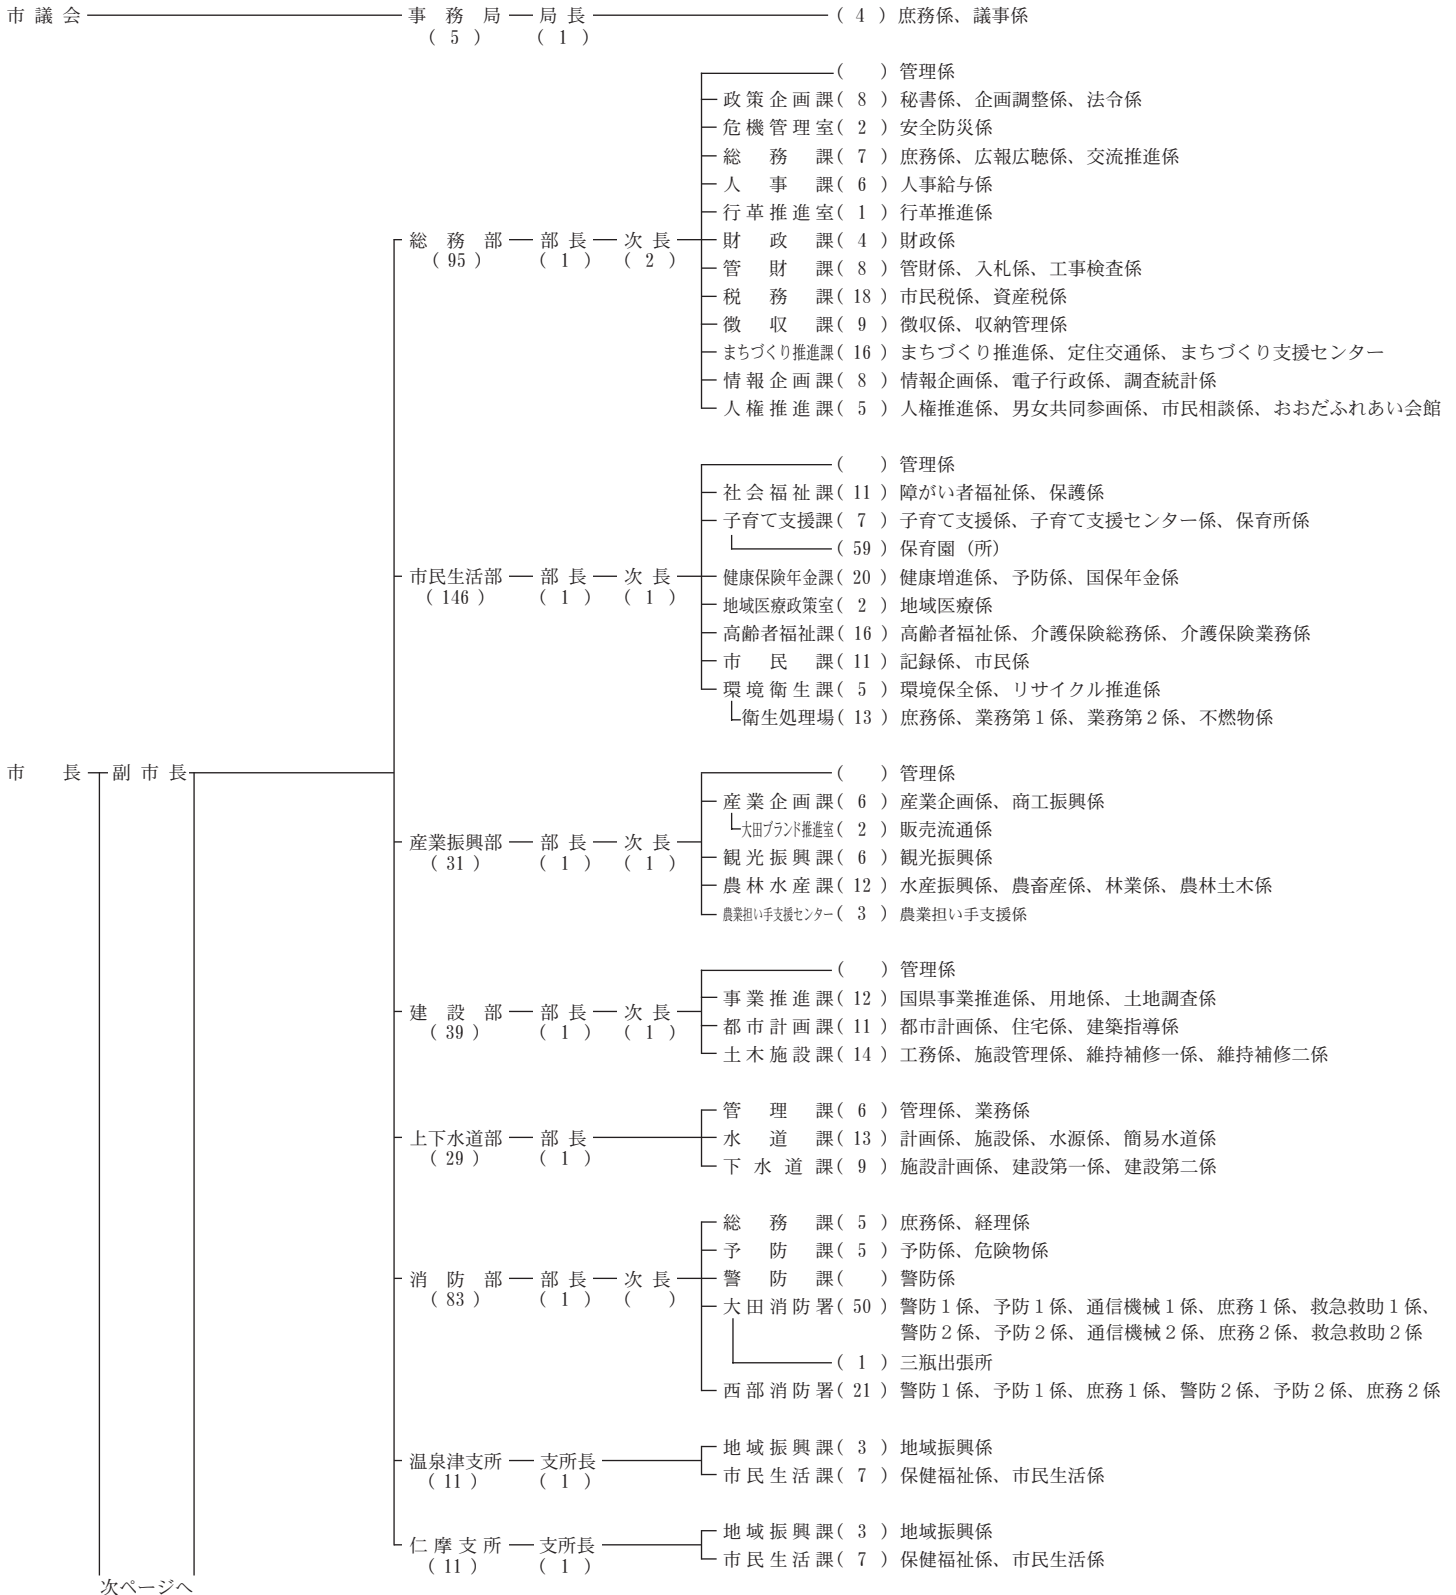 市議会 事務局 局長 ( 4 ) 庶務係、議事係
( 5 ) ( 1 )
( ) 管理係
政策企画課( 8 ) 秘書係、企画調整係、法令係
危機管理室( 2 ) 安全防災係
総務課( 7 ) 庶務係、広報広聴係、交流推進係
人事課( 6 ) 人事給与係
行革推進室( 1 ) 行革推進係
総務部 部長 次長 財政課( 4 ) 財政係
( 95 ) ( 1 ) ( 2 )
管財課( 8 ) 管財係、入札係、工事検査係
税務課( 18 ) 市民税係、資産税係
徴収課( 9 ) 徴収係、収納管理係
まちづくり推進課( 16 ) まちづくり推進係、定住交通係、まちづくり支援センター
情報企画課( 8 ) 情報企画係、電子行政係、調査統計係
人権推進課( 5 ) 人権推進係、男女共同参画係、市民相談係、おおだふれあい会館
( ) 管理係
社会福祉課( 11 ) 障がい者福祉係、保護係
子育て支援課( 7 ) 子育て支援係、子育て支援センター係、保育所係
( 59 ) 保育園（所）
市民生活部 部長 次長 健康保険年金課( 20 ) 健康増進係、予防係、国保年金係
( 146 ) ( 1 ) ( 1 )
地域医療政策室( 2 ) 地域医療係
高齢者福祉課( 16 ) 高齢者福祉係、介護保険総務係、介護保険業務係
市民課( 11 ) 記録係、市民係
環境衛生課( 5 ) 環境保全係、リサイクル推進係
衛生処理場( 13 ) 庶務係、業務第１係、業務第２係、不燃物係
市長 副市長 ( ) 管理係
産業企画課( 6 ) 産業企画係、商工振興係
大田ブランド推進室( 2 ) 販売流通係
産業振興部 部長 次長
( 31 ) ( 1 ) ( 1 )
観光振興課( 6 ) 観光振興係
農林水産課( 12 ) 水産振興係、農畜産係、林業係、農林土木係
農業担い手支援センター( 3 ) 農業担い手支援係
( ) 管理係
事業推進課( 12 ) 国県事業推進係、用地係、土地調査係
建設部 部長 次長
( 39 ) ( 1 ) ( 1 )
都市計画課( 11 ) 都市計画係、住宅係、建築指導係
土木施設課( 14 ) 工務係、施設管理係、維持補修一係、維持補修二係
管理課( 6 ) 管理係、業務係
上下水道部 部長 水道課( 13 ) 計画係、施設係、水源係、簡易水道係
( 29 ) ( 1 )
下水道課( 9 ) 施設計画係、建設第一係、建設第二係
総務課( 5 ) 庶務係、経理係
予防課( 5 ) 予防係、危険物係
消防部 部長 次長 警防課( ) 警防係
( 83 ) ( 1 ) ( )
大田消防署( 50 ) 警防１係、予防１係、通信機械１係、庶務１係、救急救助１係、
警防２係、予防２係、通信機械２係、庶務２係、救急救助２係
( 1 ) 三瓶出張所
西部消防署( 21 ) 警防１係、予防１係、庶務１係、警防２係、予防２係、庶務２係
地域振興課( 3 ) 地域振興係
温泉津支所 支所長
( 11 ) ( 1 )
市民生活課( 7 ) 保健福祉係、市民生活係
地域振興課( 3 ) 地域振興係
仁摩支所 支所長
( 11 ) ( 1 )
市民生活課( 7 ) 保健福祉係、市民生活係
次ページへ